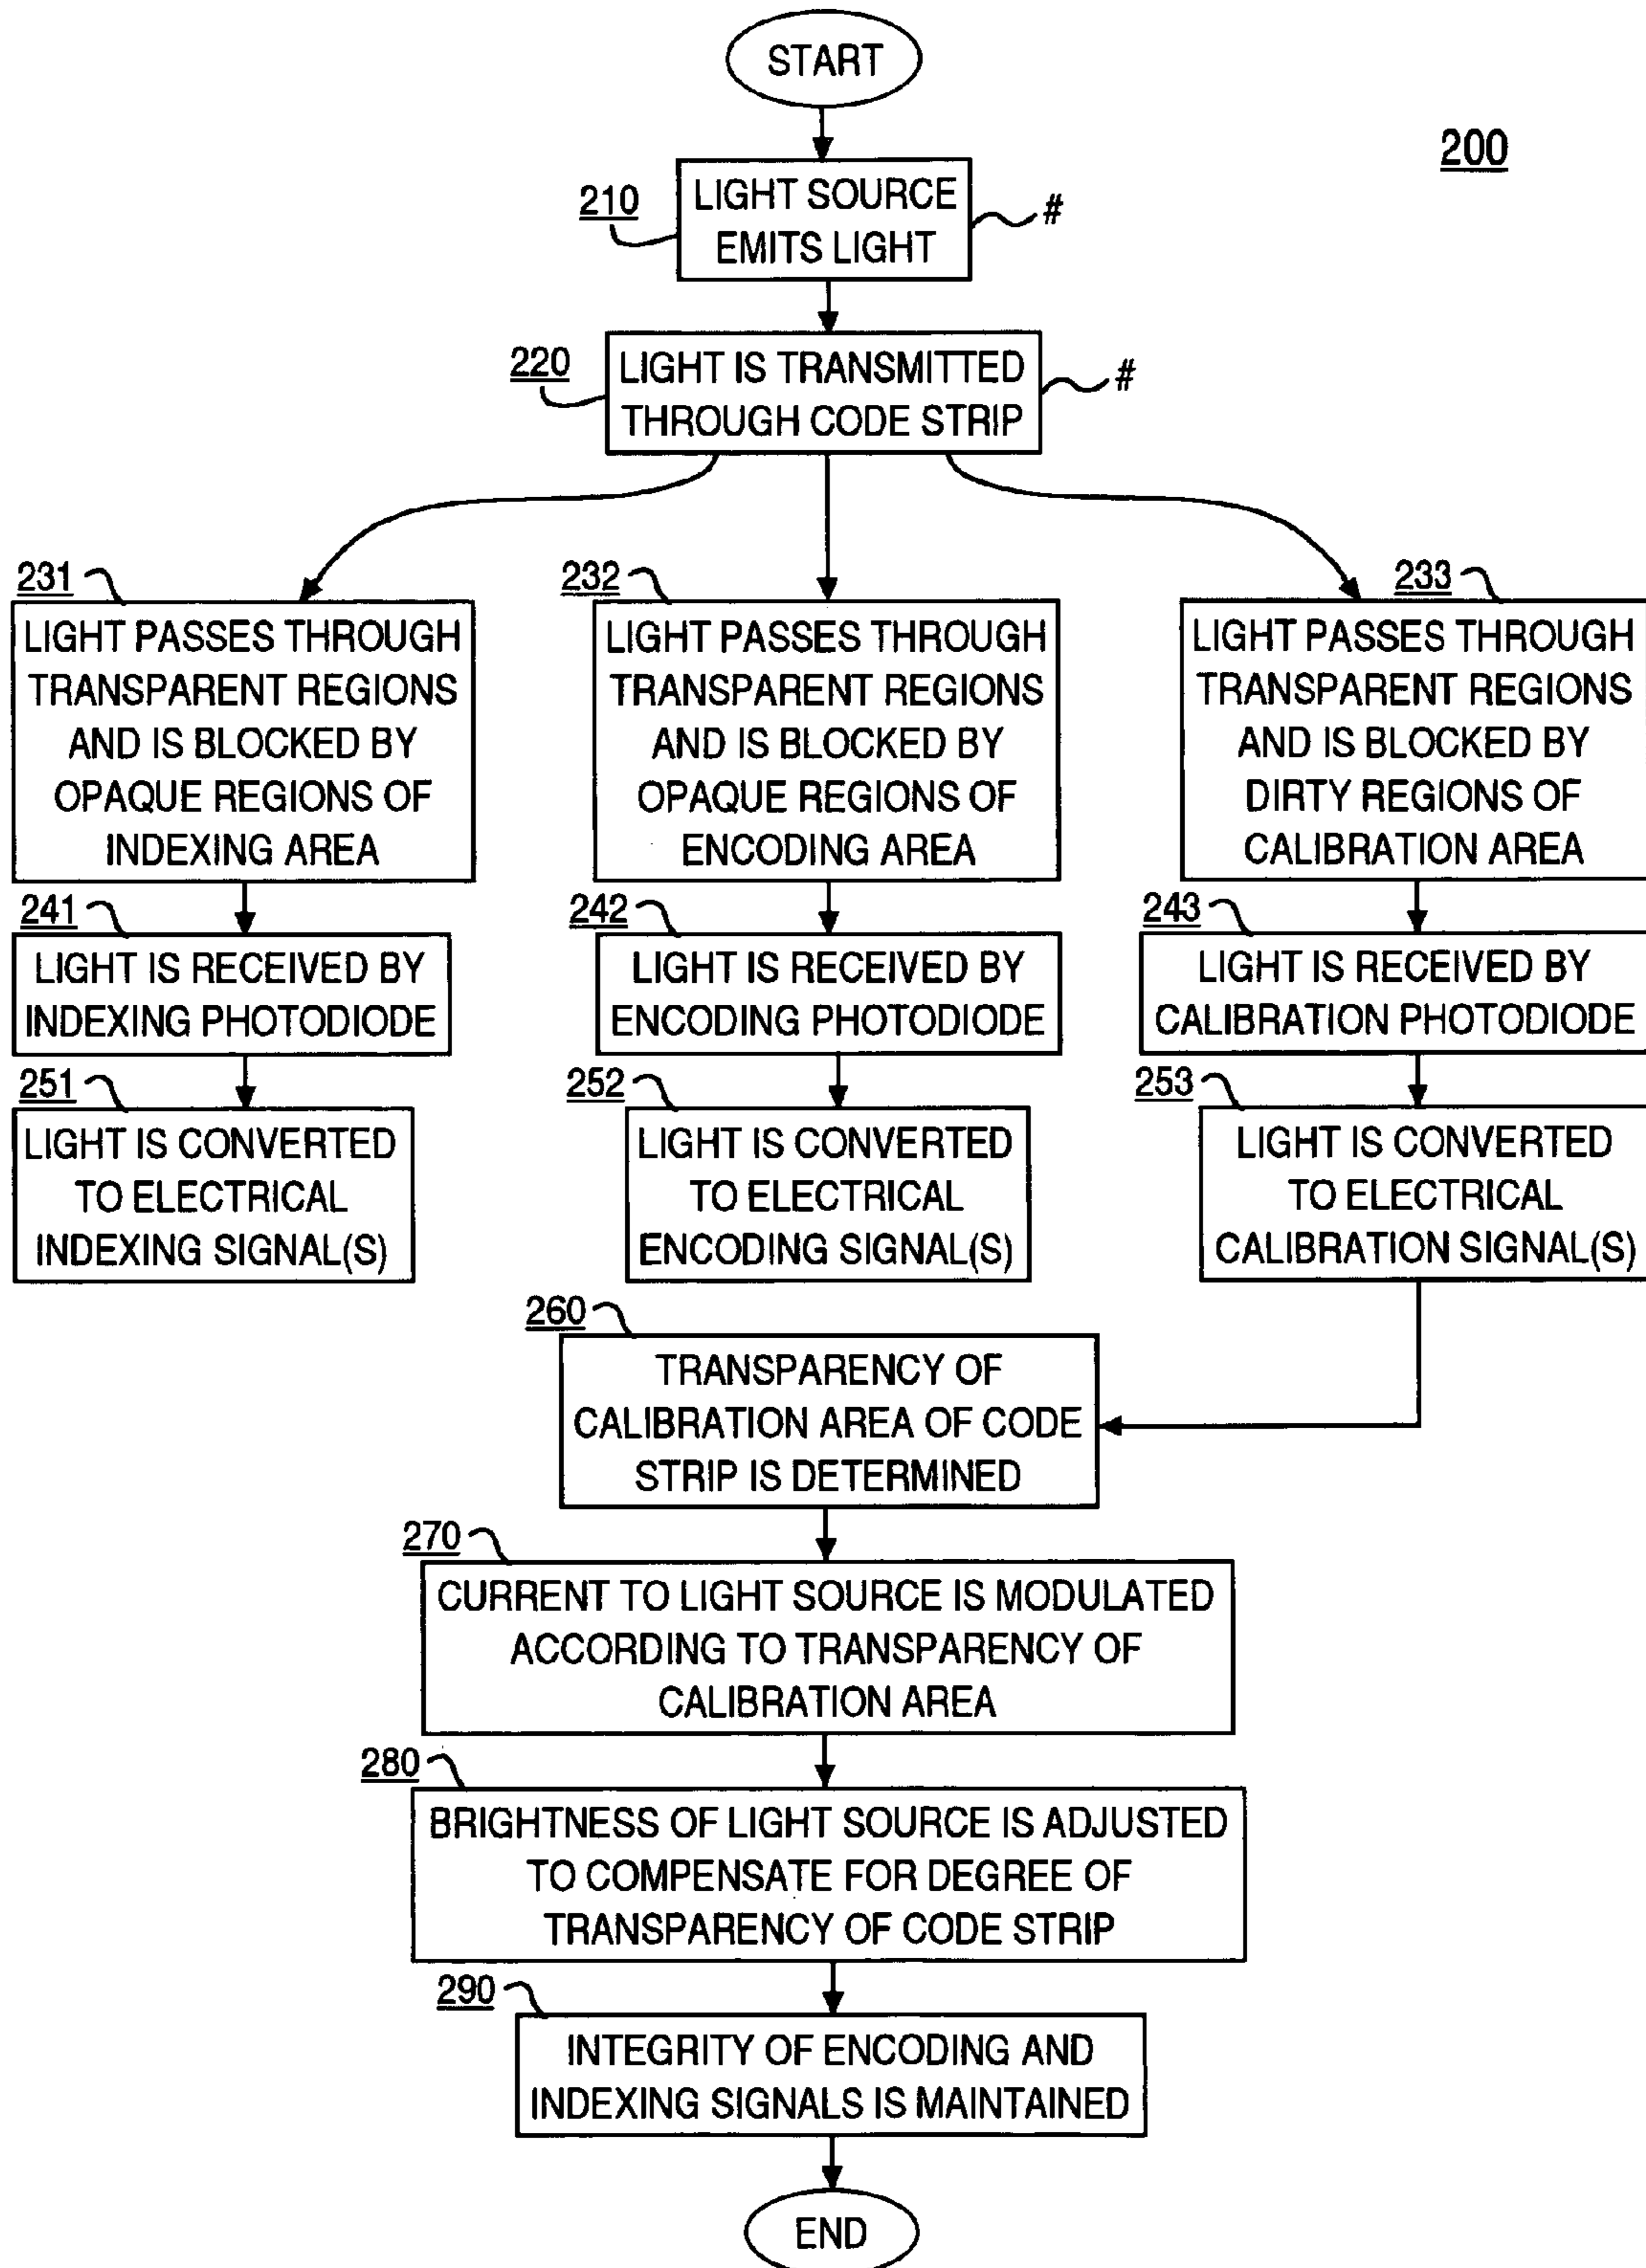 START
200
210
LIGHT SOURCE
EMITS LIGHT
#
220
LIGHT IS TRANSMITTED
THROUGH CODE STRIP
#
231
LIGHT PASSES THROUGH
TRANSPARENT REGIONS
AND IS BLOCKED BY
OPAQUE REGIONS OF
INDEXING AREA
232
LIGHT PASSES THROUGH
TRANSPARENT REGIONS
AND IS BLOCKED BY
OPAQUE REGIONS OF
ENCODING AREA
233
LIGHT PASSES THROUGH
TRANSPARENT REGIONS
AND IS BLOCKED BY
DIRTY REGIONS OF
CALIBRATION AREA
241
LIGHT IS RECEIVED BY
INDEXING PHOTODIODE
242
LIGHT IS RECEIVED BY
ENCODING PHOTODIODE
243
LIGHT IS RECEIVED BY
CALIBRATION PHOTODIODE
251
LIGHT IS CONVERTED
TO ELECTRICAL
INDEXING SIGNAL(S)
252
LIGHT IS CONVERTED
TO ELECTRICAL
ENCODING SIGNAL(S)
253
LIGHT IS CONVERTED
TO ELECTRICAL
CALIBRATION SIGNAL(S)
260
TRANSPARENCY OF
CALIBRATION AREA OF CODE
STRIP IS DETERMINED
270
CURRENT TO LIGHT SOURCE IS MODULATED
ACCORDING TO TRANSPARENCY OF
CALIBRATION AREA
280
BRIGHTNESS OF LIGHT SOURCE IS ADJUSTED
TO COMPENSATE FOR DEGREE OF
TRANSPARENCY OF CODE STRIP
290
INTEGRITY OF ENCODING AND
INDEXING SIGNALS IS MAINTAINED
END